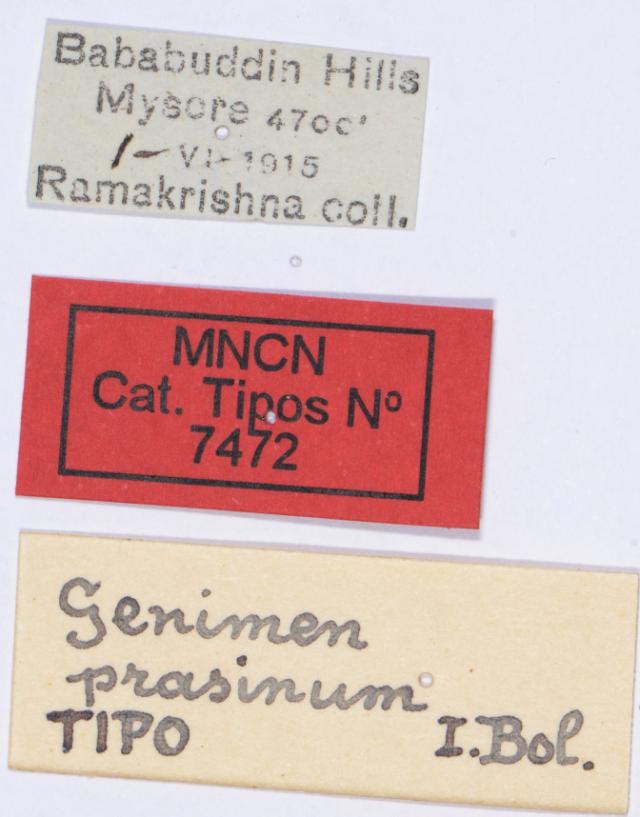 Bababuddin Hills
Mysore 4700'
1-VI-1915
Ramakrishna coll.
MNCN
Cat. Tipos Nº
7472
Genimen
prasinum
TIPO I.Bol.